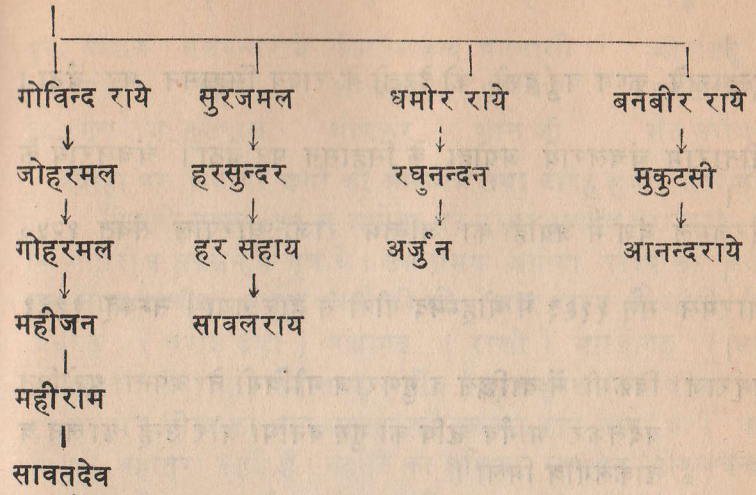 गोविन्द राये सुरजमल धमोर राये बनबीर राये
जोहरमल हरसुन्दर रघुनन्दन मुकुटसी
गोहरमल हर सहाय अर्जुंन आनन्दराये
महीजन सावलराय
महीराम
सावतदेव